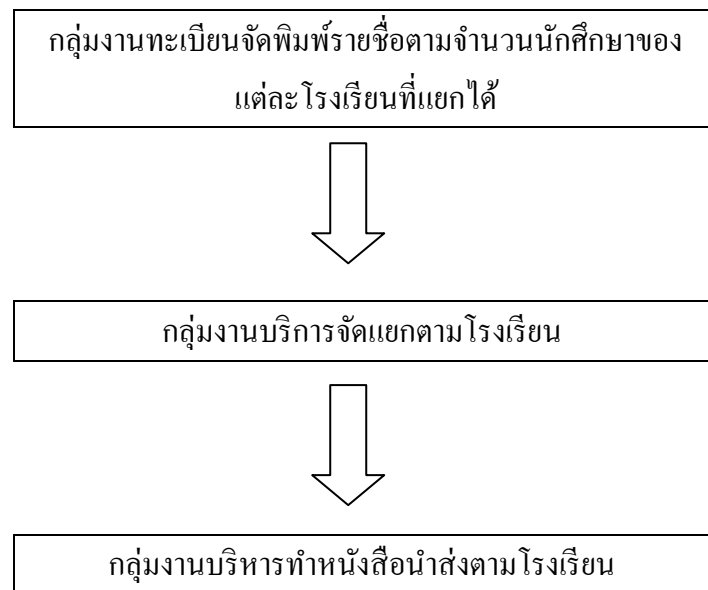 กลุ่มงานทะเบียนจัดพิมพ์รายชื่อตามจำนวนนักศึกษาของ
แต่ละโรงเรียนที่แยกได้
กลุ่มงานบริการจัดแยกตามโรงเรียน
กลุ่มงานบริหารทำหนังสือนำส่งตามโรงเรียน